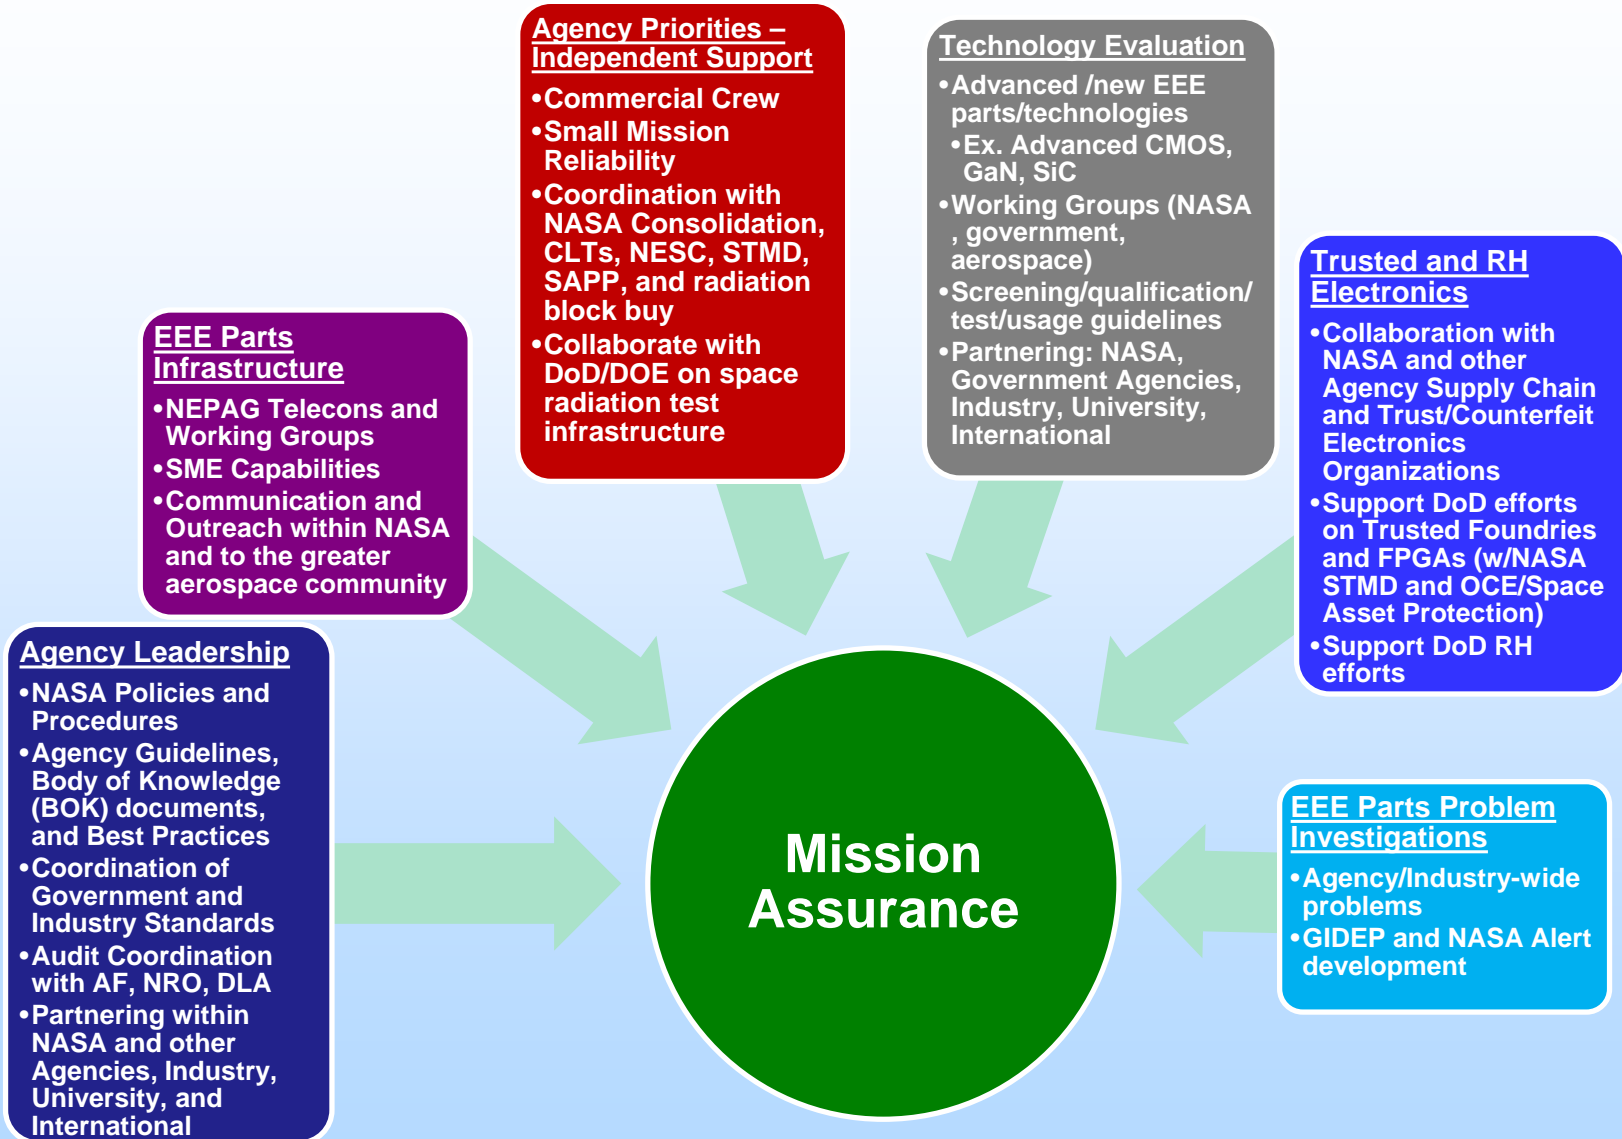 Agency Priorities –
Independent Support
•Commercial Crew
•Small Mission
Reliability
•Coordination with
NASA Consolidation,
CLTs, NESC, STMD,
SAPP, and radiation
block buy
•Collaborate with
DoD/DOE on space
radiation test
infrastructure
Technology Evaluation
•Advanced /new EEE
parts/technologies
•Ex. Advanced CMOS,
GaN, SiC
•Working Groups (NASA
, government,
aerospace)
•Screening/qualification/
test/usage guidelines
•Partnering: NASA,
Government Agencies,
Industry, University,
International
Trusted and RH
Electronics
•Collaboration with
NASA and other
Agency Supply Chain
and Trust/Counterfeit
Electronics
Organizations
•Support DoD efforts
on Trusted Foundries
and FPGAs (w/NASA
STMD and OCE/Space
Asset Protection)
•Support DoD RH
efforts
EEE Parts
Infrastructure
•NEPAG Telecons and
Working Groups
•SME Capabilities
•Communication and
Outreach within NASA
and to the greater
aerospace community
Agency Leadership
•NASA Policies and
Procedures
•Agency Guidelines,
Body of Knowledge
(BOK) documents,
and Best Practices
•Coordination of
Government and
Industry Standards
•Audit Coordination
with AF, NRO, DLA
•Partnering within
NASA and other
Agencies, Industry,
University, and
International
Mission
Assurance
EEE Parts Problem
Investigations
•Agency/Industry-wide
problems
•GIDEP and NASA Alert
development